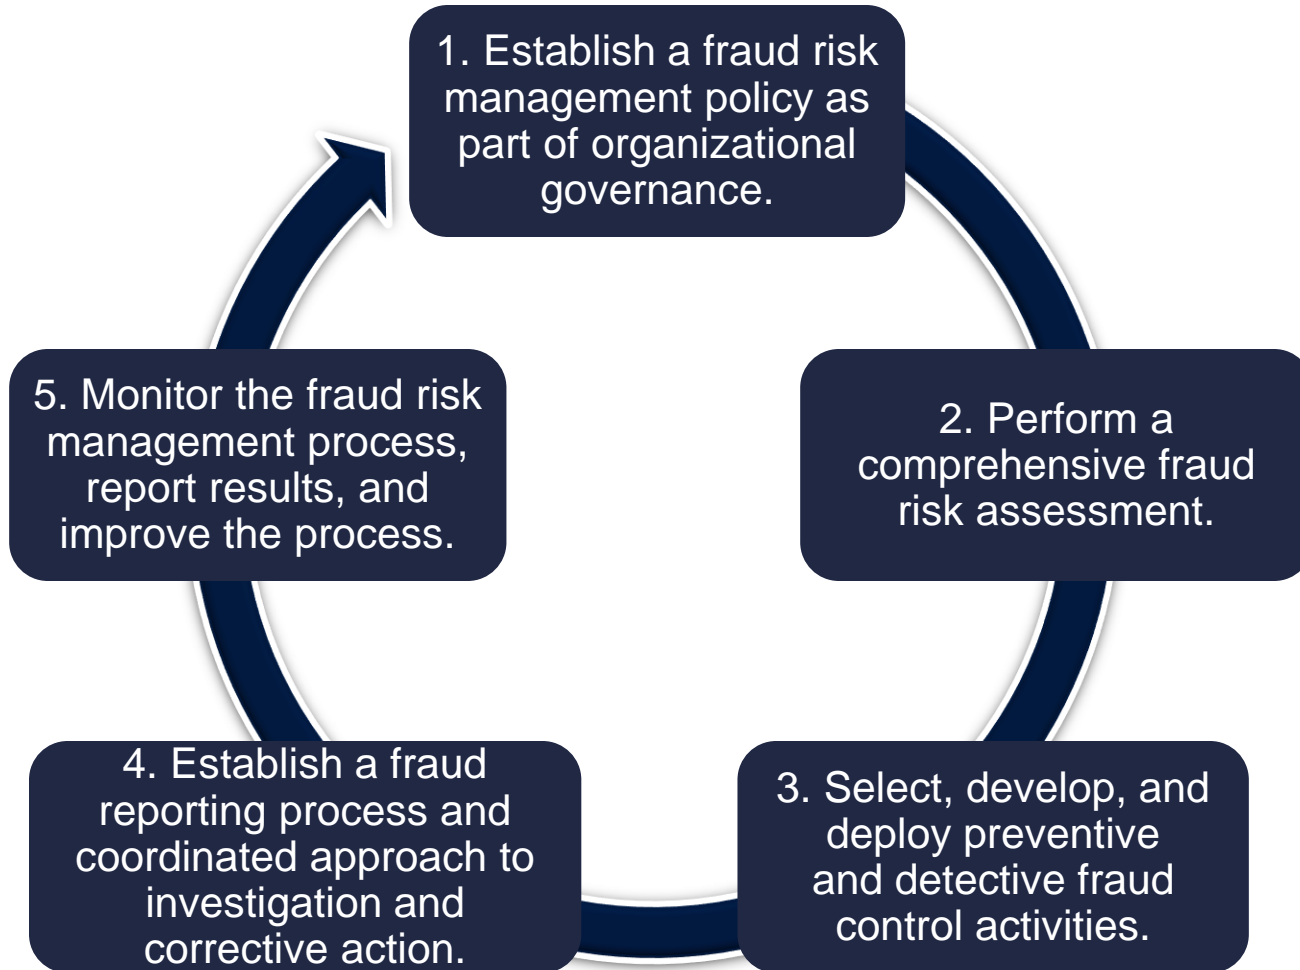 1. Establish a fraud risk
management policy as
part of organizational
governance.
2. Perform a
comprehensive fraud
risk assessment.
3. Select, develop, and
deploy preventive
and detective fraud
control activities.
4. Establish a fraud
reporting process and
coordinated approach to
investigation and
corrective action.
5. Monitor the fraud risk
management process,
report results, and
improve the process.